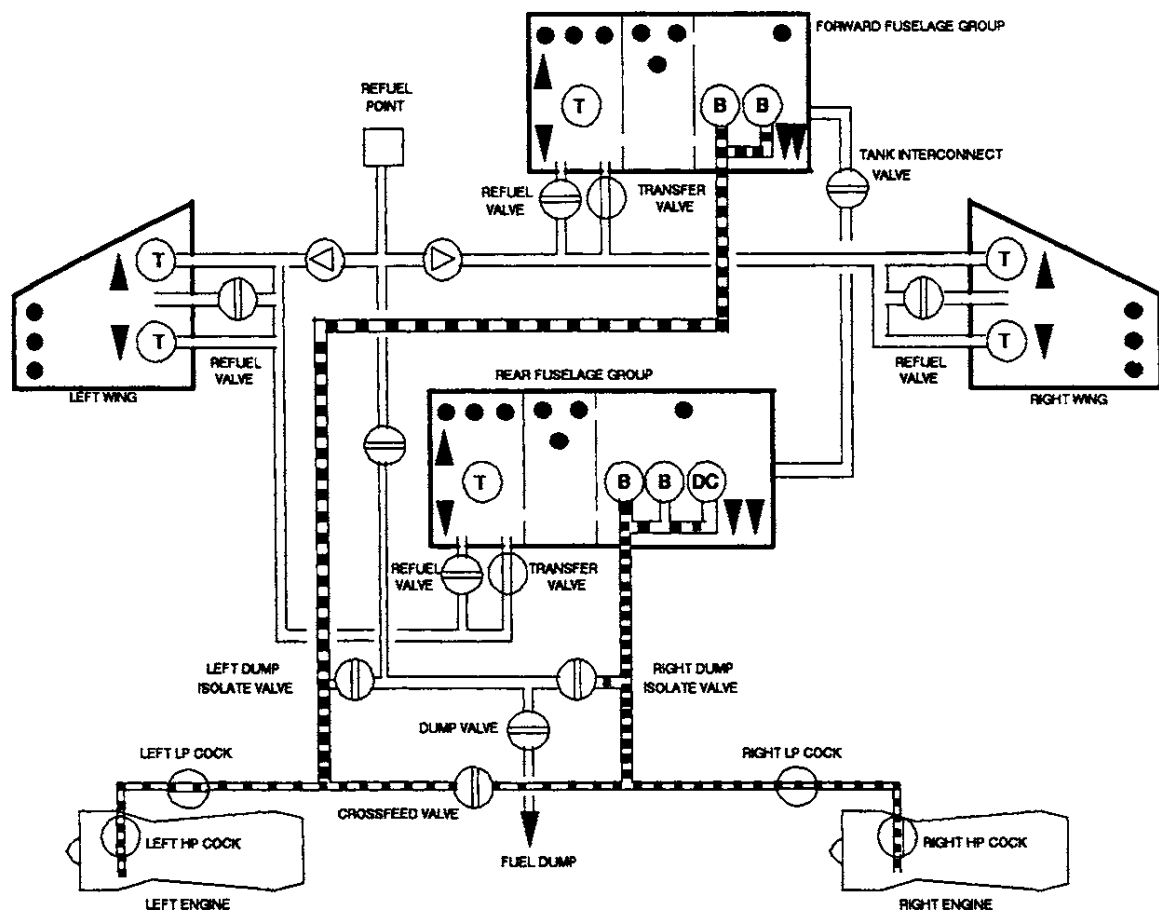 FORWARD FUSELAGE GROUP
REFUEL
POINT
T
B
B
TANK INTERCONNECT
VALVE
REFUEL
VALVE
TRANSFER
VALVE
T
T
REFUEL
VALVE
LEFT WING
T
T
REFUEL
VALVE
RIGHT WING
REAR FUSELAGE GROUP
T
B
B
DC
REFUEL
VALVE
TRANSFER
VALVE
LEFT DUMP
ISOLATE VALVE
RIGHT DUMP
ISOLATE VALVE
DUMP VALVE
LEFT LP COCK
RIGHT LP COCK
CROSSFEED VALVE
LEFT HP COCK
RIGHT HP COCK
FUEL DUMP
LEFT ENGINE
RIGHT ENGINE